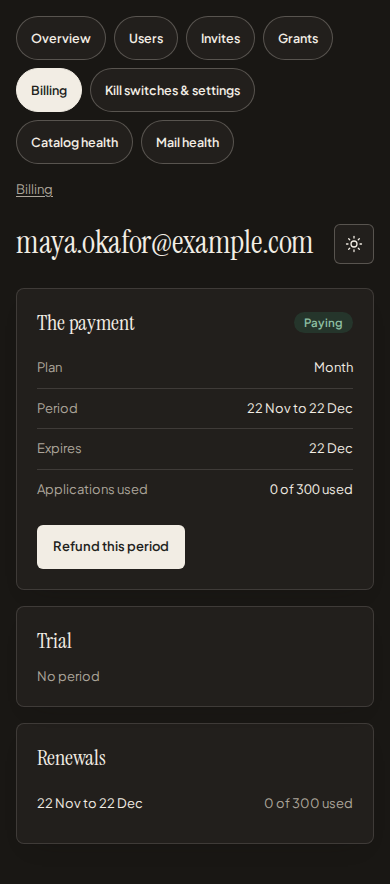 Overview
Users
Invites
Grants
Billing
Kill switches & settings
Catalog health
Mail health
Billing
maya.okafor@example.com
The payment
Paying
Plan
Month
Period
22 Nov to 22 Dec
Expires
22 Dec
Applications used
0 of 300 used
Refund this period
Trial
No period
Renewals
22 Nov to 22 Dec
0 of 300 used